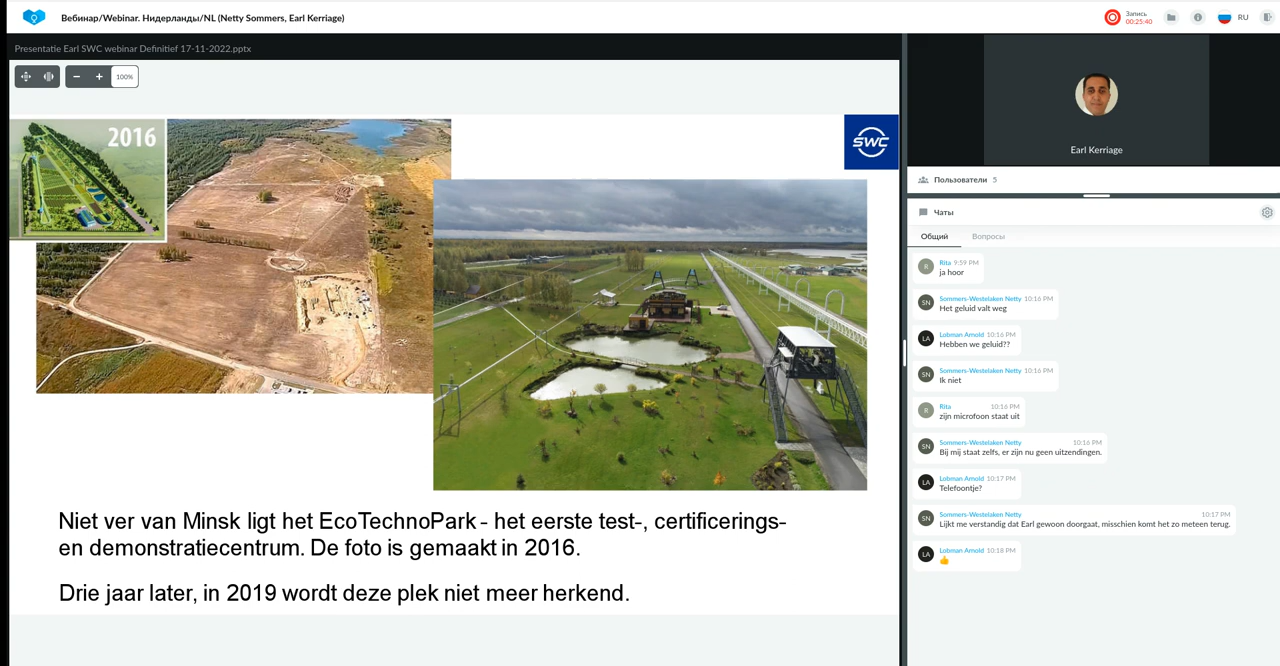 Вебинар/Webinar. Нидерланды/NL (Netty Sommers, Earl Kerriage)
Запись
00:25:40
RU
Presentatie Earl SWC webinar Definitief 17-11-2022.pptx
100%
2016
SWC
Niet ver van Minsk ligt het EcoTechnoPark - het eerste test-, certificerings-
en demonstratiecentrum. De foto is gemaakt in 2016.
Drie jaar later, in 2019 wordt deze plek niet meer herkend.
Earl Kerriage
Пользователи 5
Чаты
Общий Вопросы
R
Rita 9:59 PM
ja hoor
SN
Sommers-Westelaken Netty 10:16 PM
Het geluid valt weg
LA
Lobman Arnold 10:16 PM
Hebben we geluid??
SN
Sommers-Westelaken Netty 10:16 PM
Ik niet
R
Rita 10:16 PM
zijn microfoon staat uit
SN
Sommers-Westelaken Netty 10:16 PM
Bij mij staat zelfs, er zijn nu geen uitzendingen.
LA
Lobman Arnold 10:17 PM
Telefoontje?
SN
Sommers-Westelaken Netty 10:17 PM
Lijkt me verstandig dat Earl gewoon doorgaat, misschien komt het zo meteen terug.
LA
Lobman Arnold 10:18 PM
👍